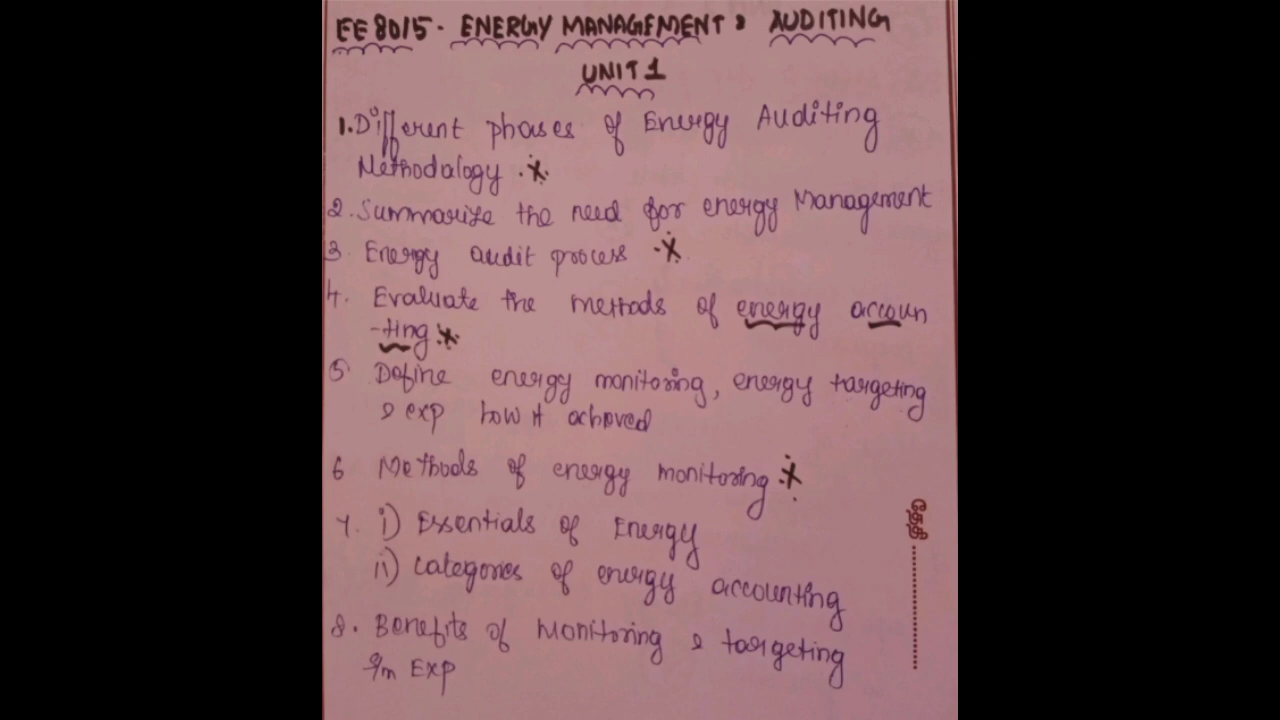 EE 8015 - ENERGY MANAGEMENT & AUDITING
UNIT 1
1. Different phases of Energy Auditing
Methodalogy *
2. Summarize the need for energy Management
3. Energy audit process *
4. Evaluate the methods of energy accoun
-ting *
5 Define energy monitoring, energy targeting
& exp how it achoved
6 Methods of energy monitoring *
7. i) Essentials of Energy
ii) categories of energy accounting
8. Benefits of Monitoring & targeting
s/m Exp
தேதி ....................